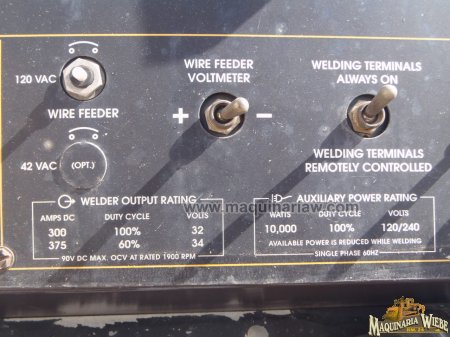 120 VAC
WIRE FEEDER
42 VAC
(OPT.)
WIRE FEEDER
VOLTMETER
+ -
WELDING TERMINALS
ALWAYS ON
WELDING TERMINALS
REMOTELY CONTROLLED
www.maquinariaw.com
WELDER OUTPUT RATING
AMPS DC DUTY CYCLE VOLTS
300 100% 32
375 60% 34
90V DC MAX. OCV AT RATED 1900 RPM
AUXILIARY POWER RATING
WATTS DUTY CYCLE VOLTS
10,000 100% 120/240
AVAILABLE POWER IS REDUCED WHILE WELDING
SINGLE PHASE 60HZ
MAQUINARIA WIEBE
KM. 24